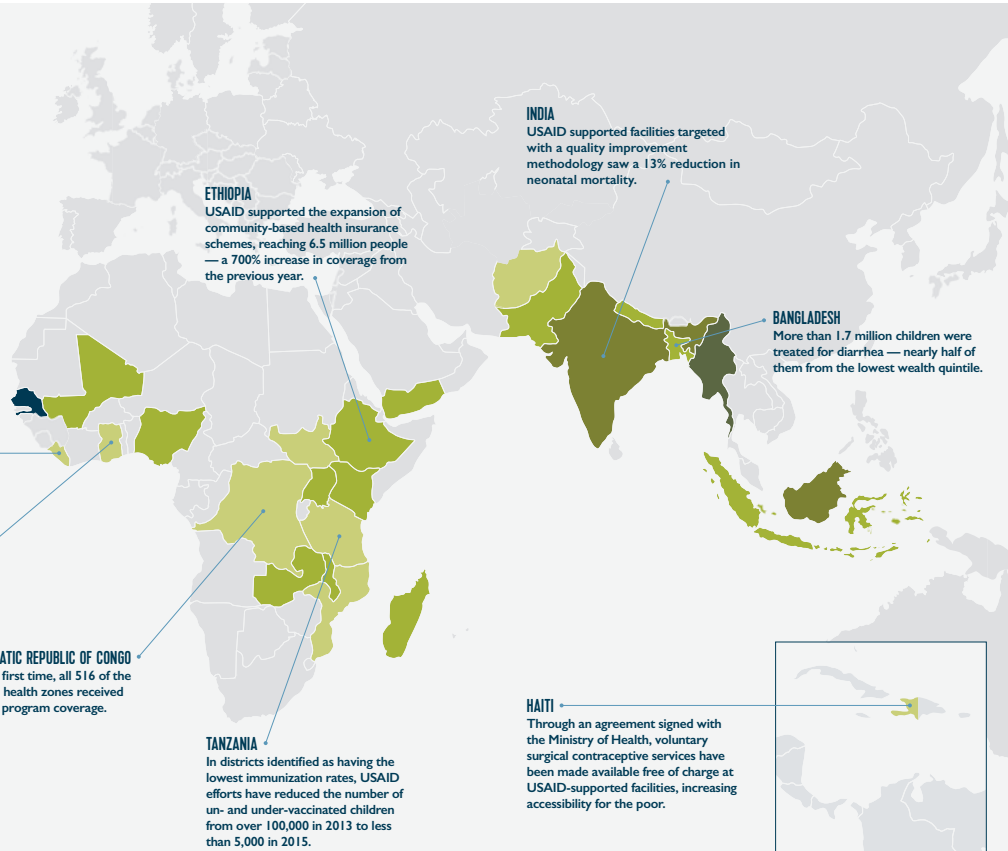 INDIA
USAID supported facilities targeted
with a quality improvement
methodology saw a 13% reduction in
neonatal mortality.
ETHIOPIA
USAID supported the expansion of
community-based health insurance
schemes, reaching 6.5 million people
— a 700% increase in coverage from
the previous year.
BANGLADESH
More than 1.7 million children were
treated for diarrhea — nearly half of
them from the lowest wealth quintile.
ATIC REPUBLIC OF CONGO
first time, all 516 of the
health zones received
program coverage.
TANZANIA
In districts identified as having the
lowest immunization rates, USAID
efforts have reduced the number of
un- and under-vaccinated children
from over 100,000 in 2013 to less
than 5,000 in 2015.
HAITI
Through an agreement signed with
the Ministry of Health, voluntary
surgical contraceptive services have
been made available free of charge at
USAID-supported facilities, increasing
accessibility for the poor.